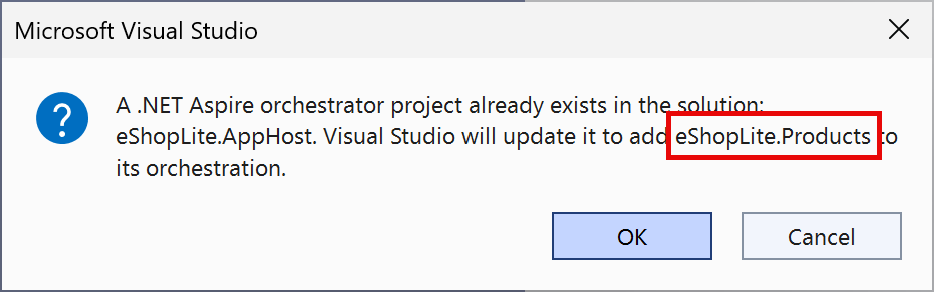 Microsoft Visual Studio
A .NET Aspire orchestrator project already exists in the solution:
eShopLite.AppHost. Visual Studio will update it to add eShopLite.Products to
its orchestration.
OK
Cancel